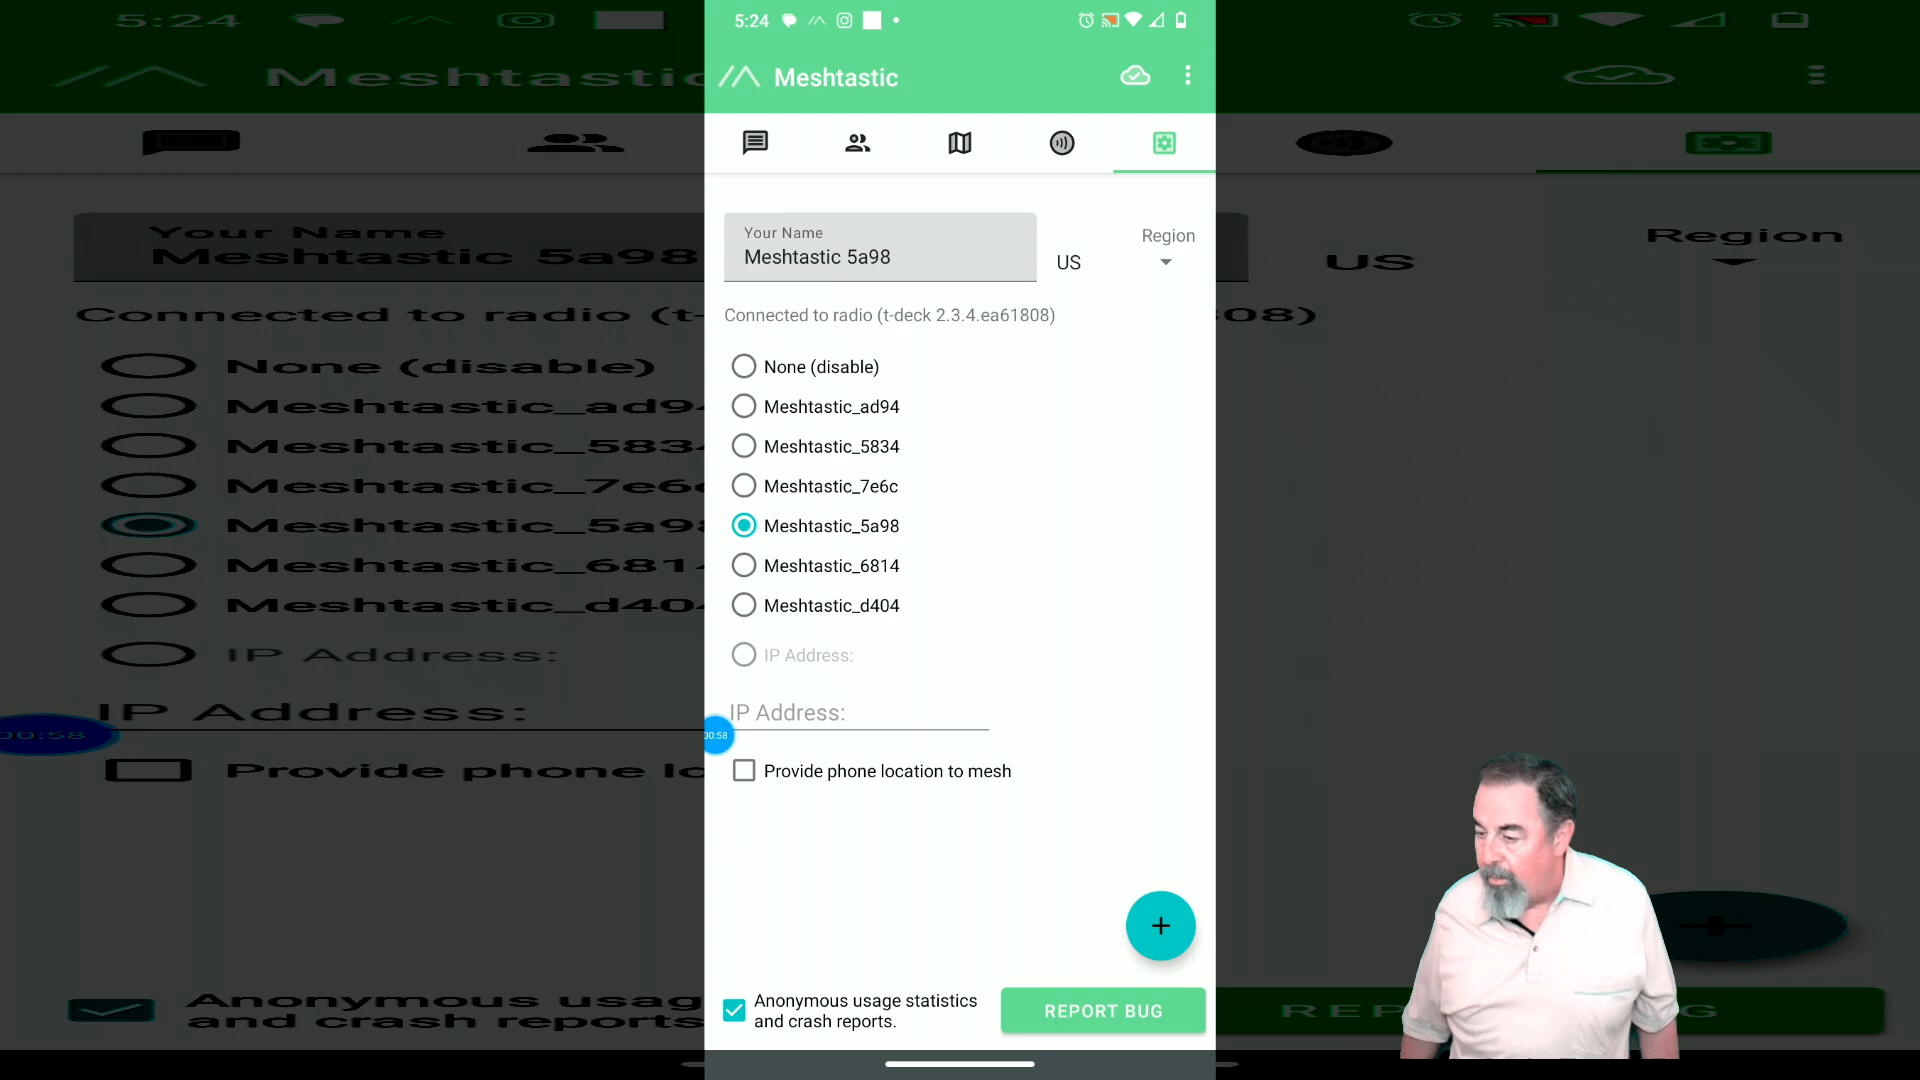 5:24
Meshtastic
Your Name
Meshtastic 5a98
US
Region
Connected to radio (t-deck 2.3.4.ea61808)
None (disable)
Meshtastic_ad94
Meshtastic_5834
Meshtastic_7e6c
Meshtastic_5a98
Meshtastic_6814
Meshtastic_d404
IP Address:
IP Address:
00:58
Provide phone location to mesh
+
Anonymous usage statistics
and crash reports.
REPORT BUG